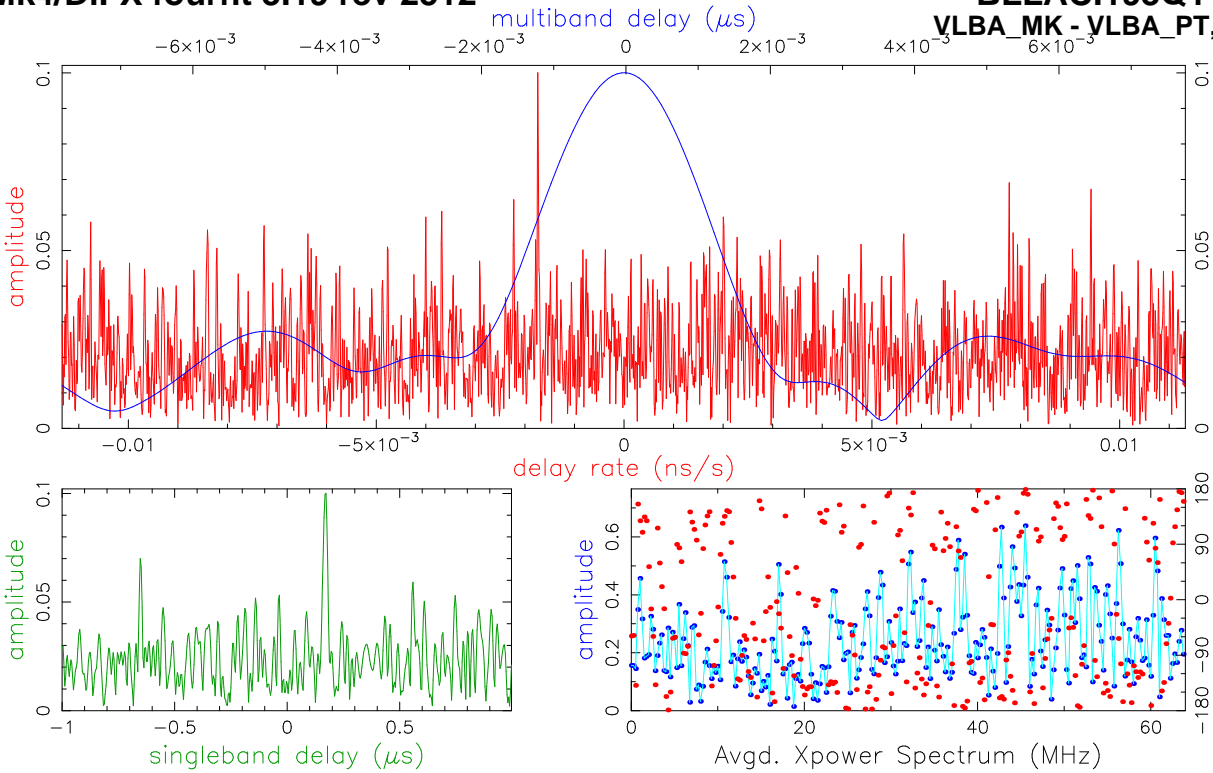 multiband delay (μs)
VLBA_MK - VLBA_PT,
−6×10⁻³ −4×10⁻³ −2×10⁻³ 0 2×10⁻³ 4×10⁻³ 6×10⁻³
amplitude
0.1 0.05 0
0.1 0.05 0
−0.01 −5×10⁻³ 0 5×10⁻³ 0.01
delay rate (ns/s)
amplitude
0.1 0.05 0
−1 −0.5 0 0.5
singleband delay (μs)
amplitude
0.6 0.4 0.2 0
180 90 0 −90 −180
0 20 40 60
Avgd. Xpower Spectrum (MHz)